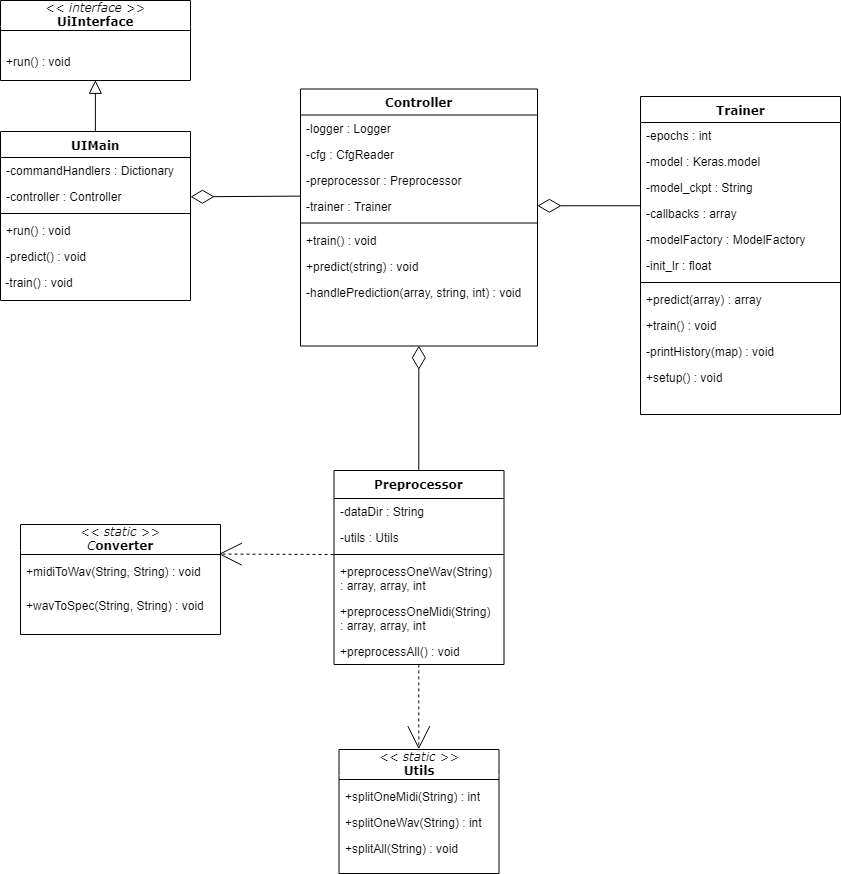 << interface >>
UiInterface
+run() : void
UIMain
-commandHandlers : Dictionary
-controller : Controller
+run() : void
-predict() : void
-train() : void
Controller
-logger : Logger
-cfg : CfgReader
-preprocessor : Preprocessor
-trainer : Trainer
+train() : void
+predict(string) : void
-handlePrediction(array, string, int) : void
Trainer
-epochs : int
-model : Keras.model
-model_ckpt : String
-callbacks : array
-modelFactory : ModelFactory
-init_lr : float
+predict(array) : array
+train() : void
-printHistory(map) : void
+setup() : void
Preprocessor
-dataDir : String
-utils : Utils
+preprocessOneWav(String)
: array, array, int
+preprocessOneMidi(String)
: array, array, int
+preprocessAll() : void
<< static >>
Converter
+midiToWav(String, String) : void
+wavToSpec(String, String) : void
<< static >>
Utils
+splitOneMidi(String) : int
+splitOneWav(String) : int
+splitAll(String) : void